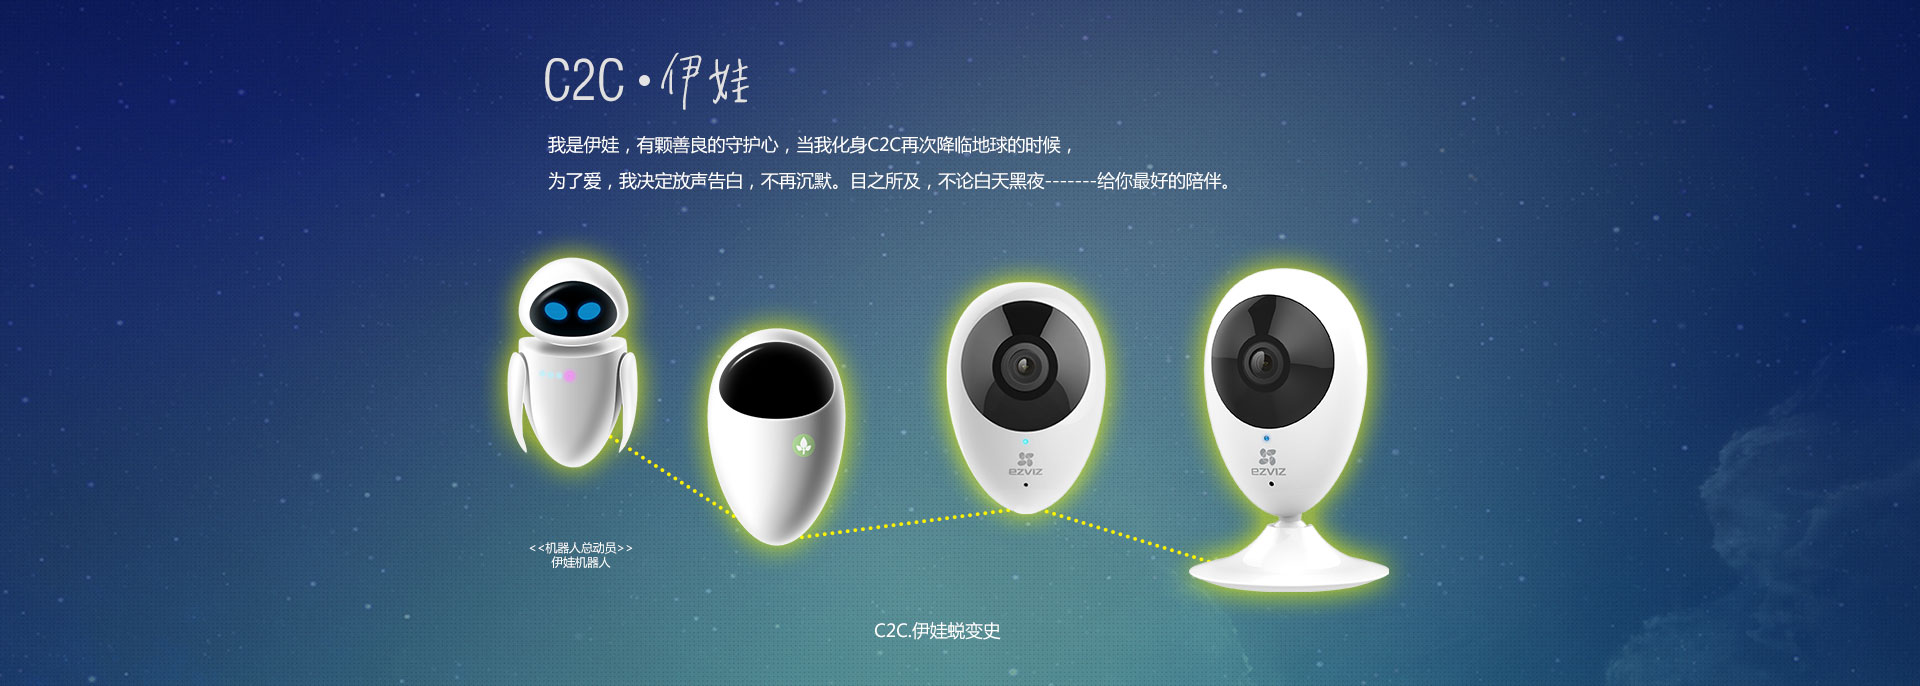 C2C·伊娃
我是伊娃，有颗善良的守护心，当我化身C2C再次降临地球的时候，
为了爱，我决定放声告白，不再沉默。目之所及，不论白天黑夜-------给你最好的陪伴。
ezviz
ezviz
<<机器人总动员>>
伊娃机器人
C2C.伊娃蜕变史